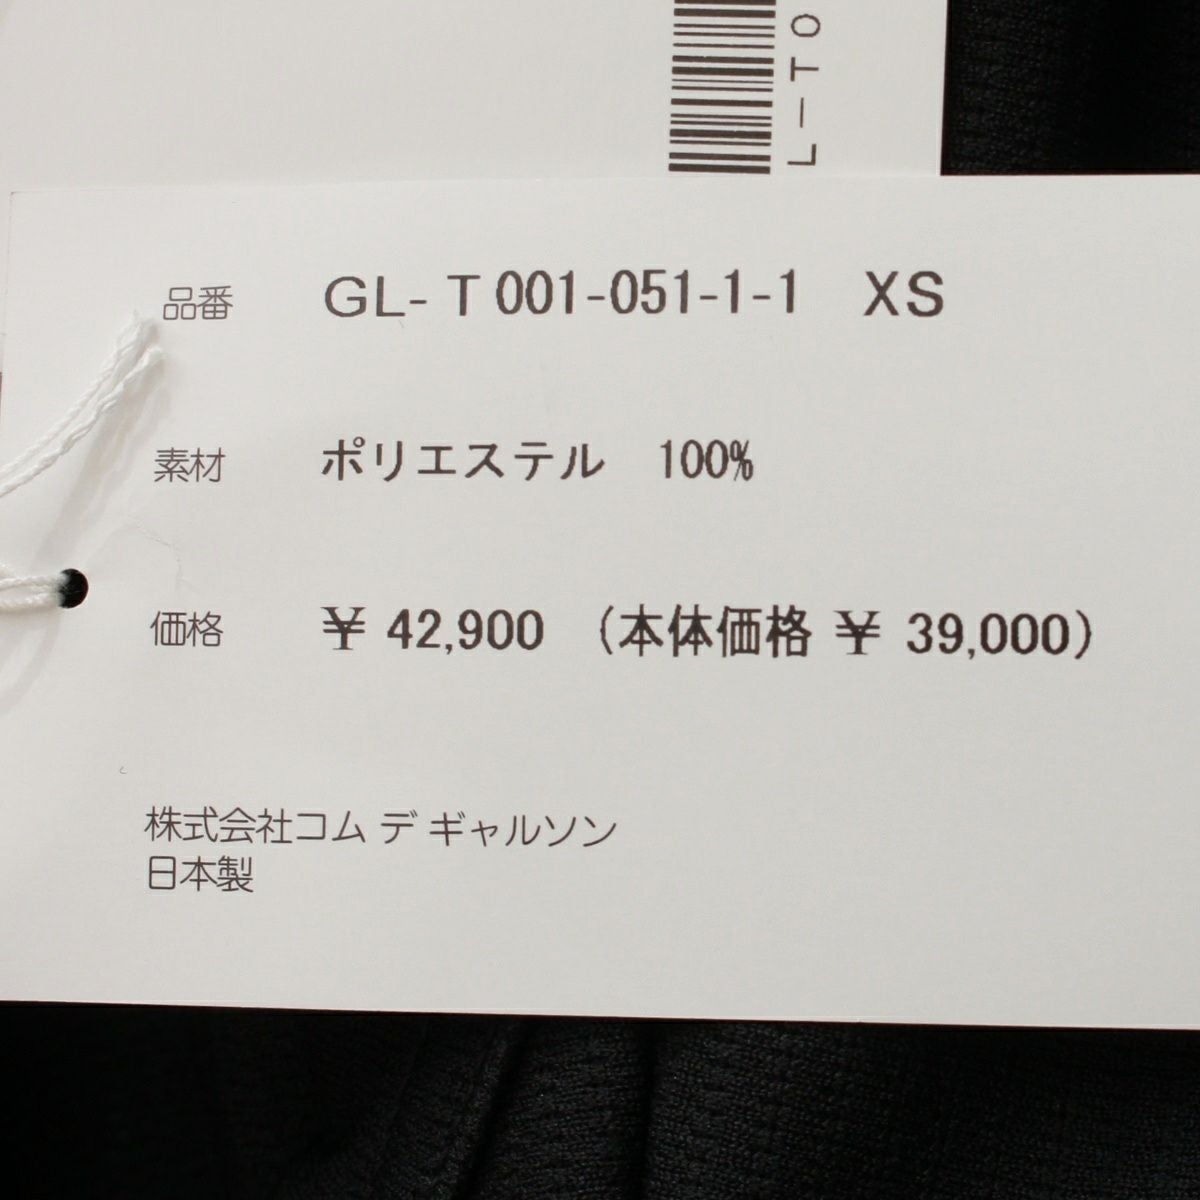 L-T0
品番 GL- T 001-051-1-1 XS
素材 ポリエステル 100%
価格 ¥ 42,900 (本体価格 ¥ 39,000)
株式会社コム デ ギャルソン
日本製